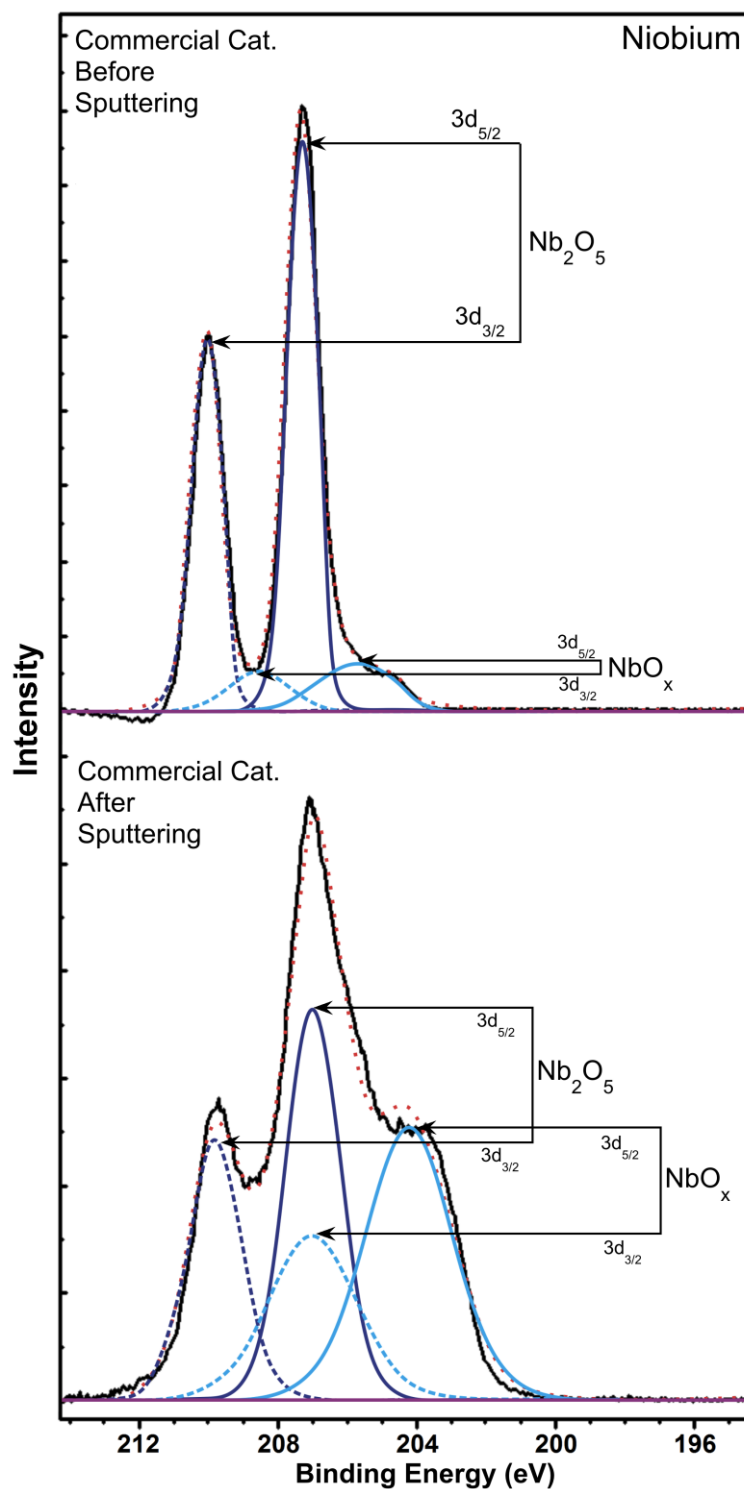 Commercial Cat.
Before
Sputtering
Niobium
3d5/2
Nb2O5
3d3/2
3d5/2
NbOx
3d3/2
Intensity
Commercial Cat.
After
Sputtering
3d5/2
Nb2O5
3d3/2
3d5/2
NbOx
3d3/2
212 208 204 200 196
Binding Energy (eV)